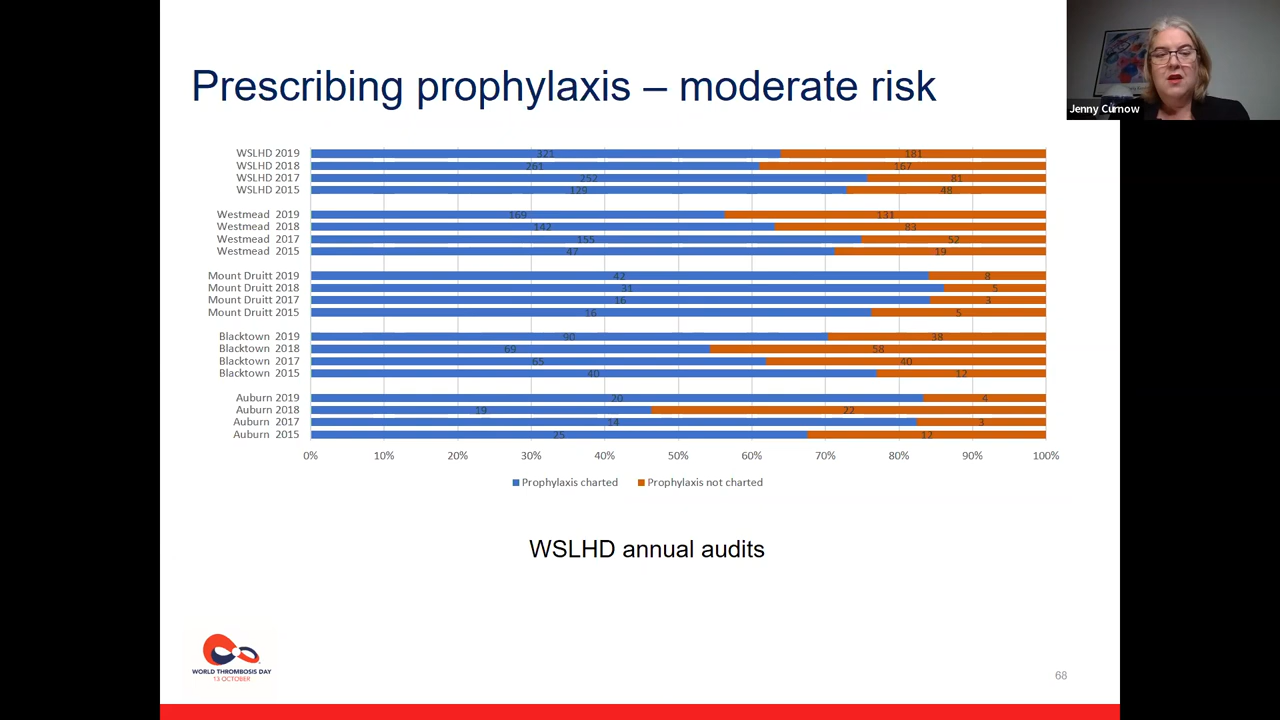 Prescribing prophylaxis – moderate risk
Jenny Curnow
WSLHD 2019 321 181
WSLHD 2018 261 167
WSLHD 2017 252 81
WSLHD 2015 129 48
Westmead 2019 169 131
Westmead 2018 142 83
Westmead 2017 155 52
Westmead 2015 47 19
Mount Druitt 2019 42 8
Mount Druitt 2018 31 5
Mount Druitt 2017 16 3
Mount Druitt 2015 16 5
Blacktown 2019 90 38
Blacktown 2018 69 58
Blacktown 2017 65 40
Blacktown 2015 40 12
Auburn 2019 20 4
Auburn 2018 19 22
Auburn 2017 14 3
Auburn 2015 25 12
0% 10% 20% 30% 40% 50% 60% 70% 80% 90% 100%
Prophylaxis charted Prophylaxis not charted
WSLHD annual audits
WORLD THROMBOSIS DAY
13 OCTOBER
68